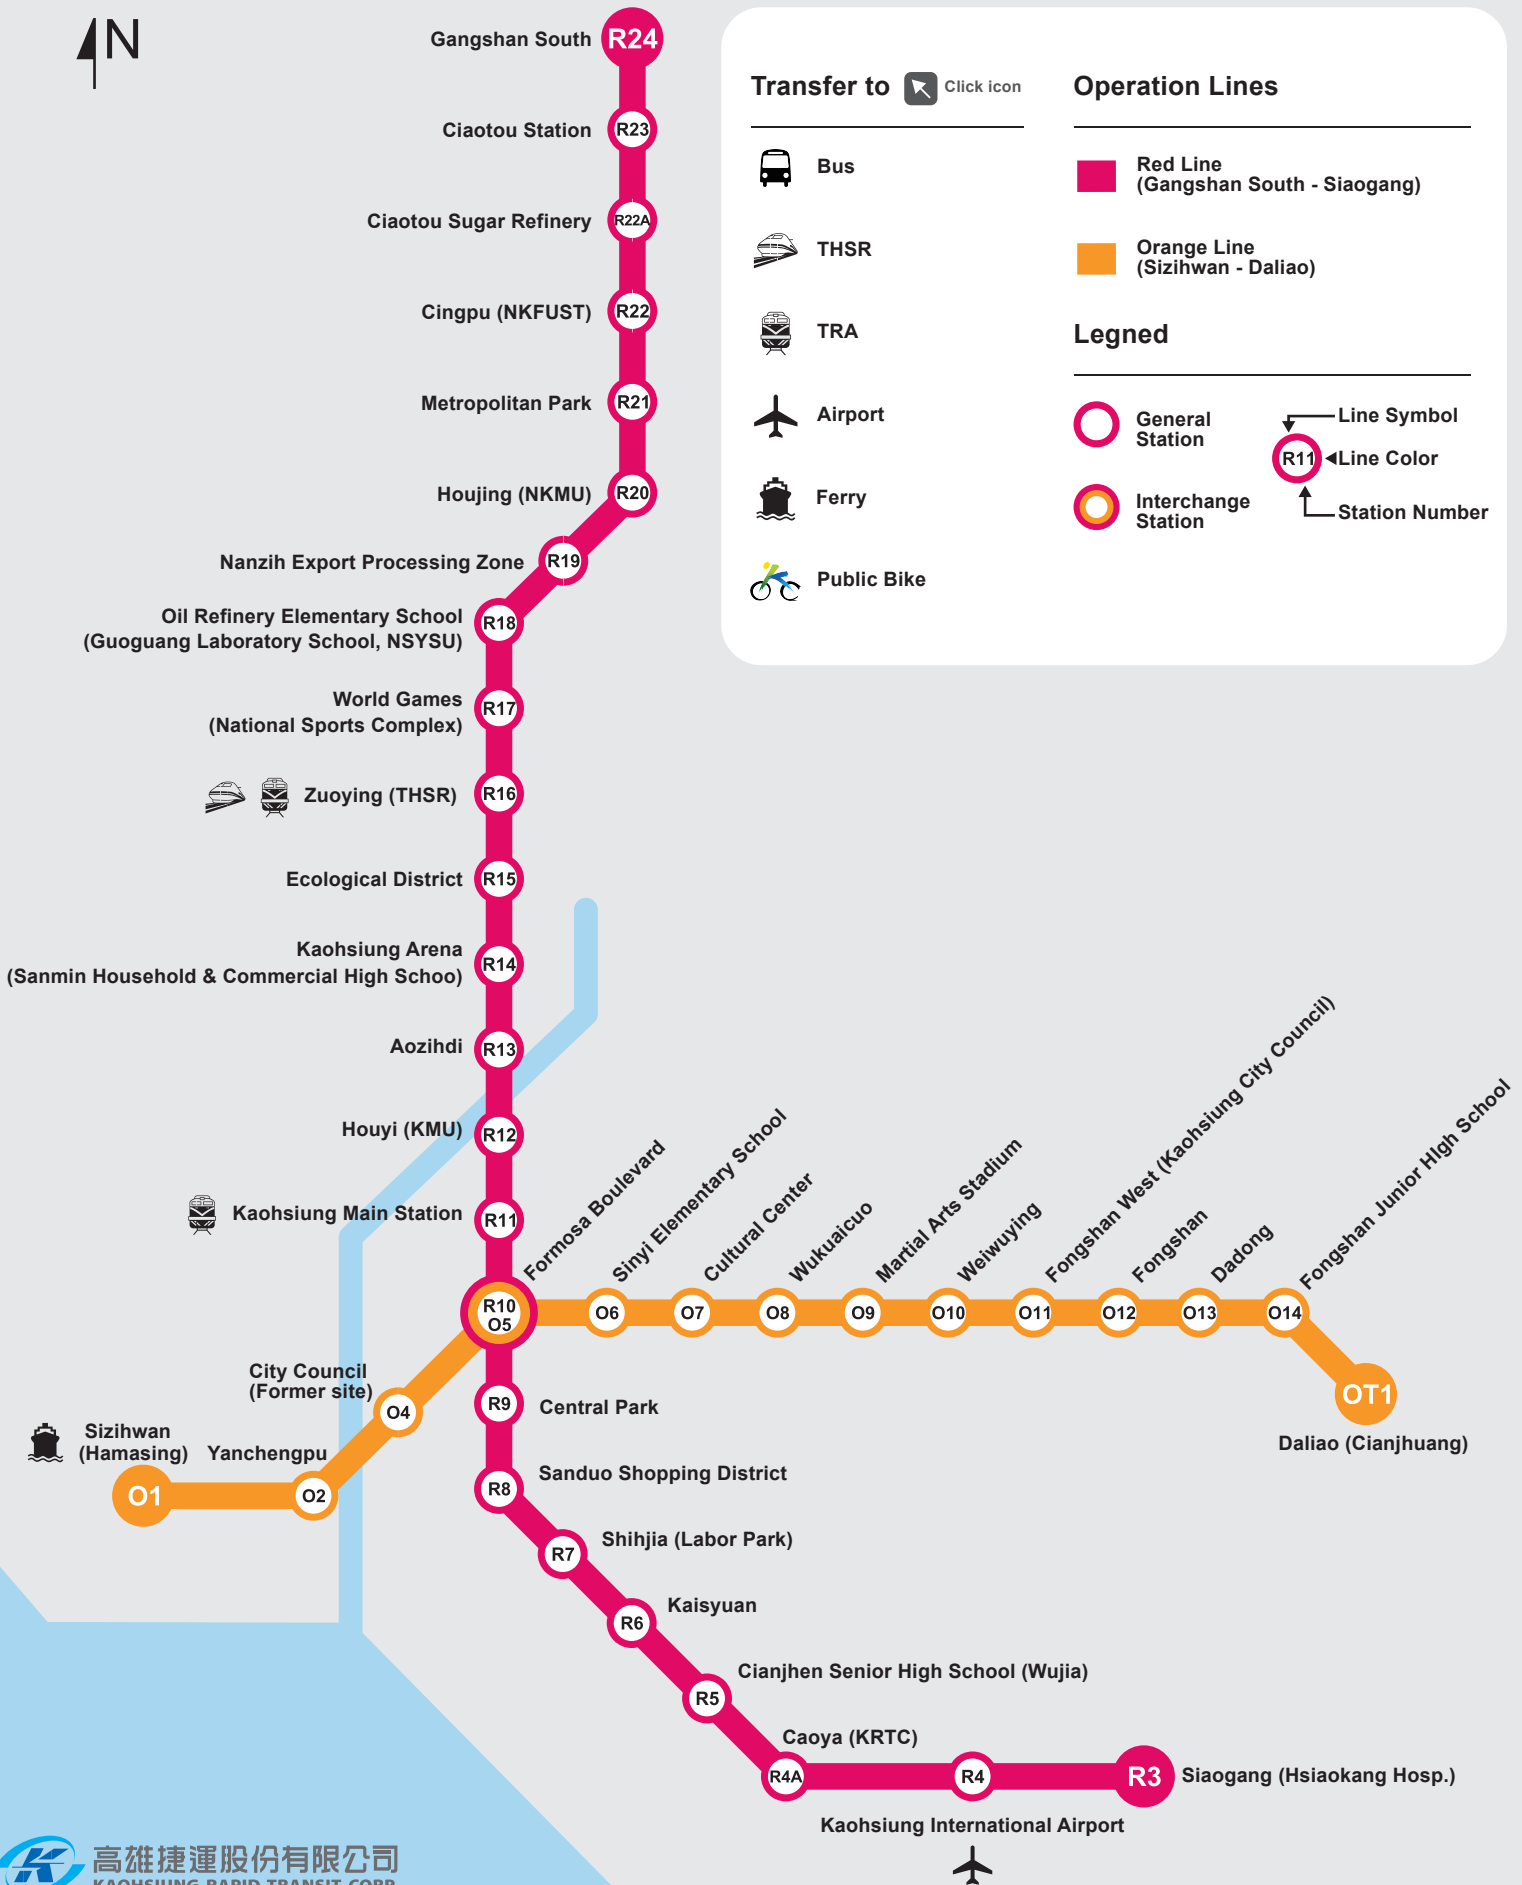 N
Gangshan South
R24
Ciaotou Station
R23
Ciaotou Sugar Refinery
R22A
Cingpu (NKFUST)
R22
Metropolitan Park
R21
Houjing (NKMU)
R20
Nanzih Export Processing Zone
R19
Oil Refinery Elementary School
(Guoguang Laboratory School, NSYSU)
R18
World Games
(National Sports Complex)
R17
Zuoying (THSR)
R16
Ecological District
R15
Kaohsiung Arena
(Sanmin Household & Commercial High Schoo)
R14
Aozihdi
R13
Houyi (KMU)
R12
Kaohsiung Main Station
R11
Transfer to
Click icon
Bus
THSR
TRA
Airport
Ferry
Public Bike
Operation Lines
Red Line
(Gangshan South - Siaogang)
Orange Line
(Sizihwan - Daliao)
Legned
General
Station
Interchange
Station
R11
Line Symbol
Line Color
Station Number
Formosa Boulevard
Sinyi Elementary School
Cultural Center
Wukuaicuo
Martial Arts Stadium
Weiwuying
Fongshan West (Kaohsiung City Council)
Fongshan
Dadong
Fongshan Junior HIgh School
R10
O5
O6
O7
O8
O9
O10
O11
O12
O13
O14
OT1
Daliao (Cianjhuang)
City Council
(Former site)
O4
Sizihwan
(Hamasing)
O1
Yanchengpu
O2
R9
Central Park
R8
Sanduo Shopping District
R7
Shihjia (Labor Park)
R6
Kaisyuan
R5
Cianjhen Senior High School (Wujia)
Caoya (KRTC)
R4A
R4
R3
Siaogang (Hsiaokang Hosp.)
Kaohsiung International Airport
高雄捷運股份有限公司
KAOHSIUNG RAPID TRANSIT CORP.